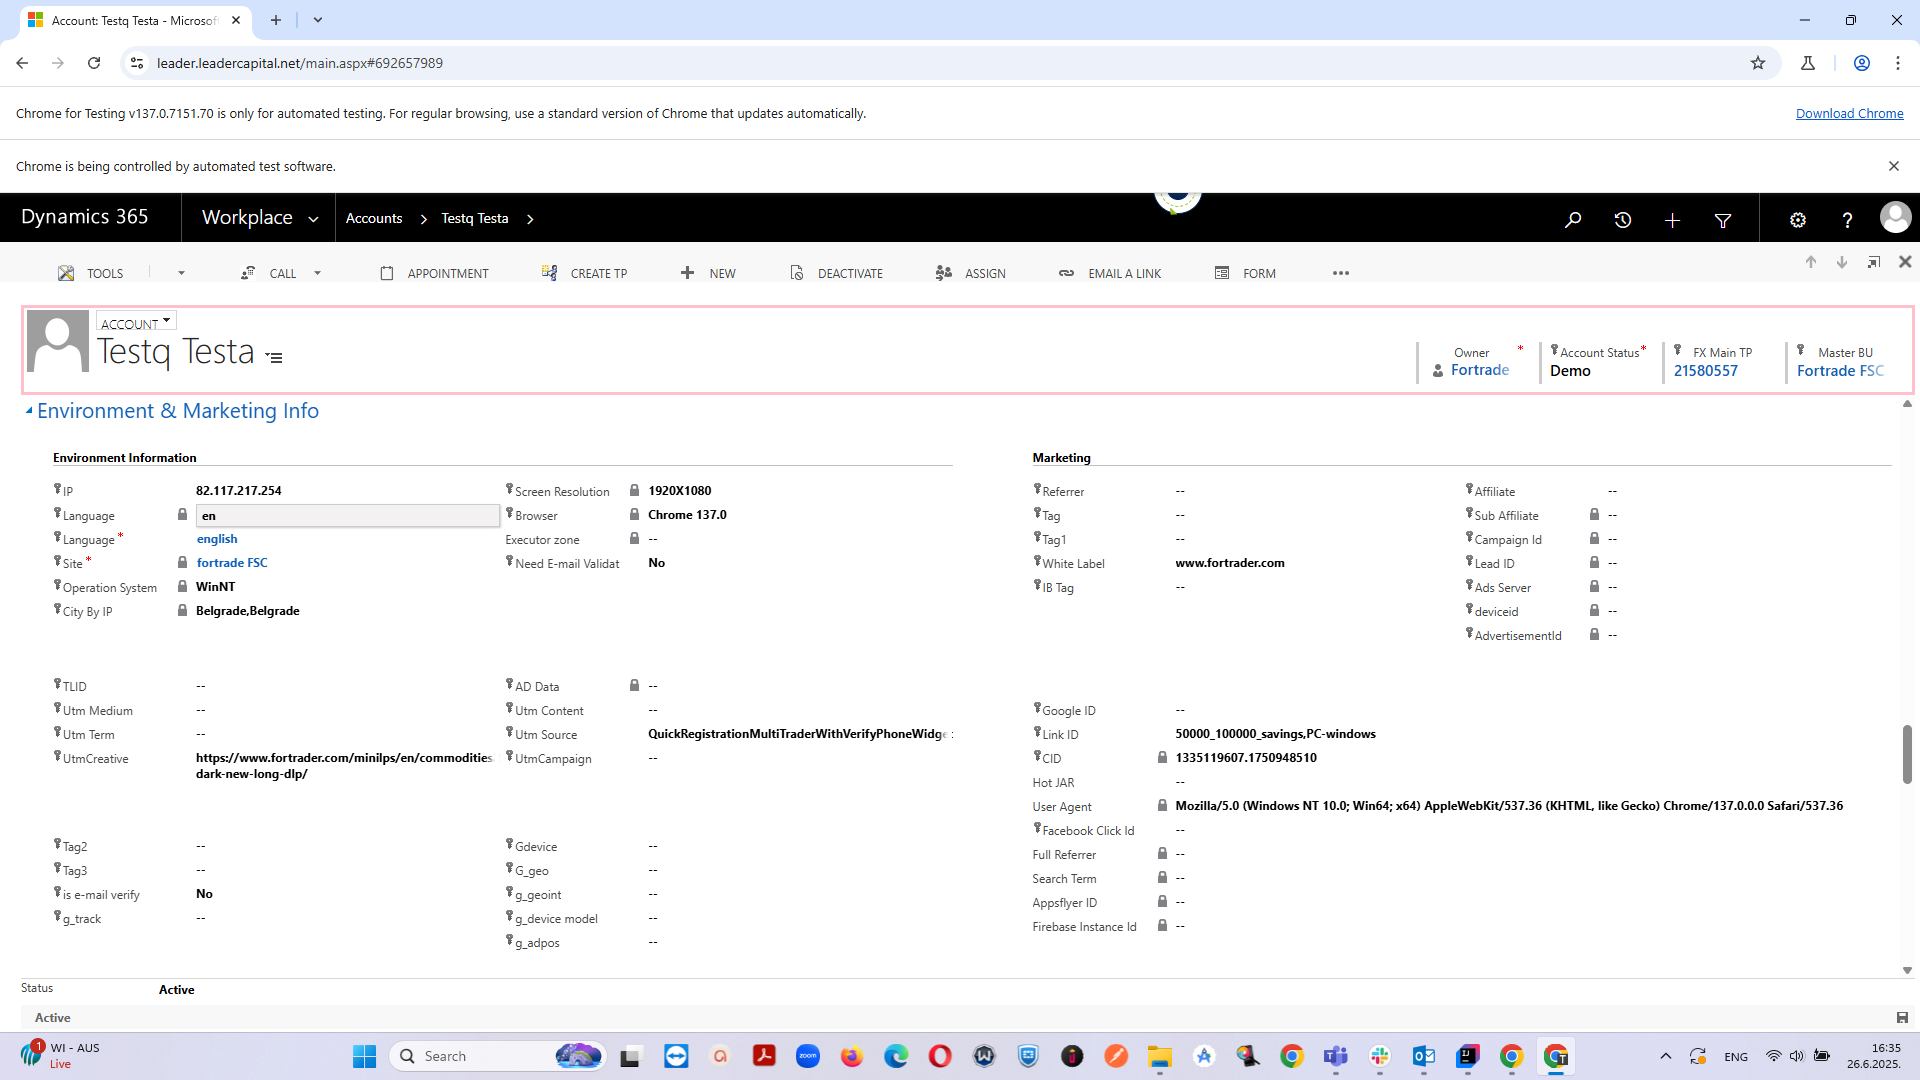 Account: Testq Testa - Microsof
leader.leadercapital.net/main.aspx#692657989
Chrome for Testing v137.0.7151.70 is only for automated testing. For regular browsing, use a standard version of Chrome that updates automatically.
Download Chrome
Chrome is being controlled by automated test software.
Dynamics 365 Workplace Accounts Testq Testa
TOOLS CALL APPOINTMENT CREATE TP NEW DEACTIVATE ASSIGN EMAIL A LINK FORM
ACCOUNT
Testq Testa
Owner * Account Status * FX Main TP Master BU
Fortrade Demo 21580557 Fortrade FSC
Environment & Marketing Info
Environment Information Marketing
IP 82.117.217.254 Screen Resolution 1920X1080 Referrer -- Affiliate --
Language en Browser Chrome 137.0 Tag -- Sub Affiliate --
Language * english Executor zone -- Tag1 -- Campaign Id --
Site * fortrade FSC Need E-mail Validat No White Label www.fortrader.com Lead ID --
Operation System WinNT IB Tag -- Ads Server --
City By IP Belgrade,Belgrade deviceid --
AdvertisementId --
TLID -- AD Data --
Utm Medium -- Utm Content -- Google ID --
Utm Term -- Utm Source QuickRegistrationMultiTraderWithVerifyPhoneWidge Link ID 50000_100000_savings,PC-windows
UtmCreative https://www.fortrader.com/minilps/en/commodities UtmCampaign -- CID 1335119607.1750948510
dark-new-long-dlp/
Hot JAR --
User Agent Mozilla/5.0 (Windows NT 10.0; Win64; x64) AppleWebKit/537.36 (KHTML, like Gecko) Chrome/137.0.0.0 Safari/537.36
Facebook Click Id --
Tag2 -- Gdevice -- Full Referrer --
Tag3 -- G_geo -- Search Term --
is e-mail verify No g_geoint -- Appsflyer ID --
g_track -- g_device model -- Firebase Instance Id --
g_adpos --
Status Active
Active
1 WI - AUS
Live
Search
zoom
ENG
16:35
26.6.2025.